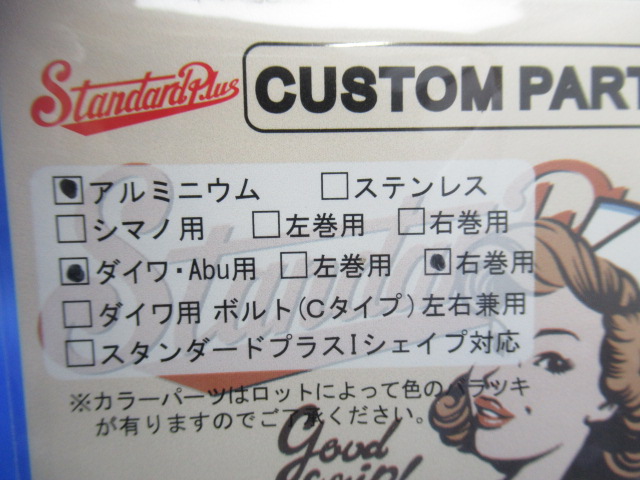 StandardPlus
CUSTOM PART
アルミニウム □ステンレス
□シマノ用 □左巻用 □右巻用
ダイワ・Abu用 □左巻用 右巻用
□ダイワ用 ボルト(Cタイプ)左右兼用
□スタンダードプラスIシェイプ対応
※カラーパーツはロットによって色のバラツキ
が有りますのでご了承ください。
Good